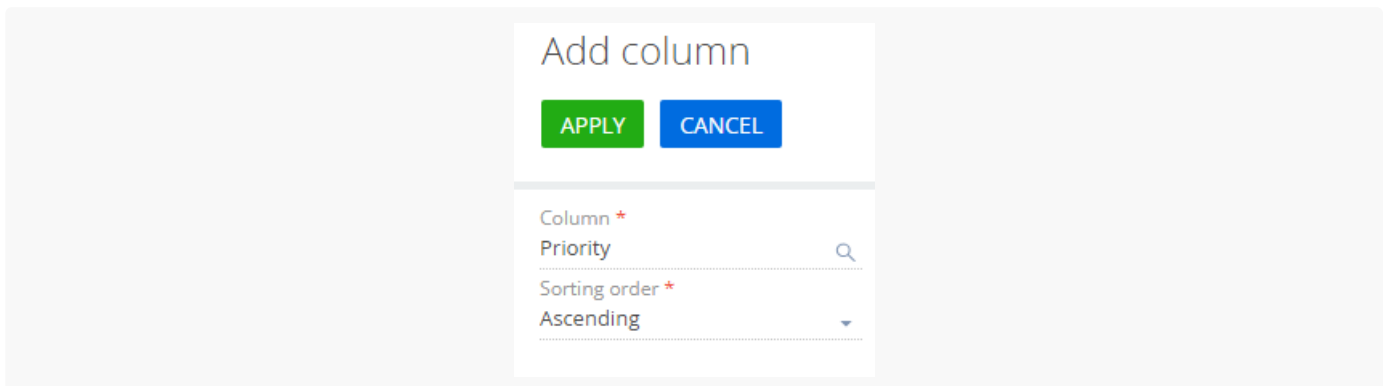 Add column
APPLY CANCEL
Column *
Priority
Sorting order *
Ascending